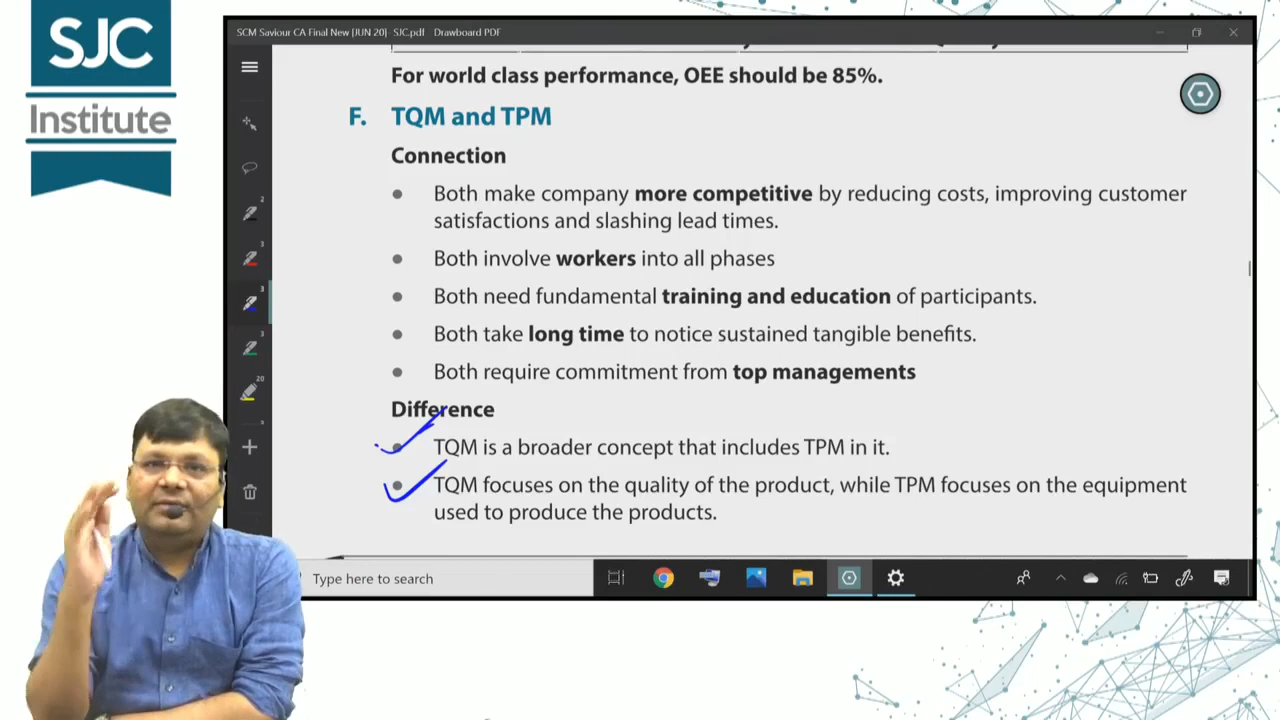 SJC
Institute
SCM Saviour CA Final New [JUN 20] SJC.pdf Drawboard PDF
For world class performance, OEE should be 85%.
F. TQM and TPM
Connection
● Both make company more competitive by reducing costs, improving customer
satisfactions and slashing lead times.
● Both involve workers into all phases
● Both need fundamental training and education of participants.
● Both take long time to notice sustained tangible benefits.
● Both require commitment from top managements
Difference
● TQM is a broader concept that includes TPM in it.
● TQM focuses on the quality of the product, while TPM focuses on the equipment
used to produce the products.
2
3
3
3
20
Type here to search